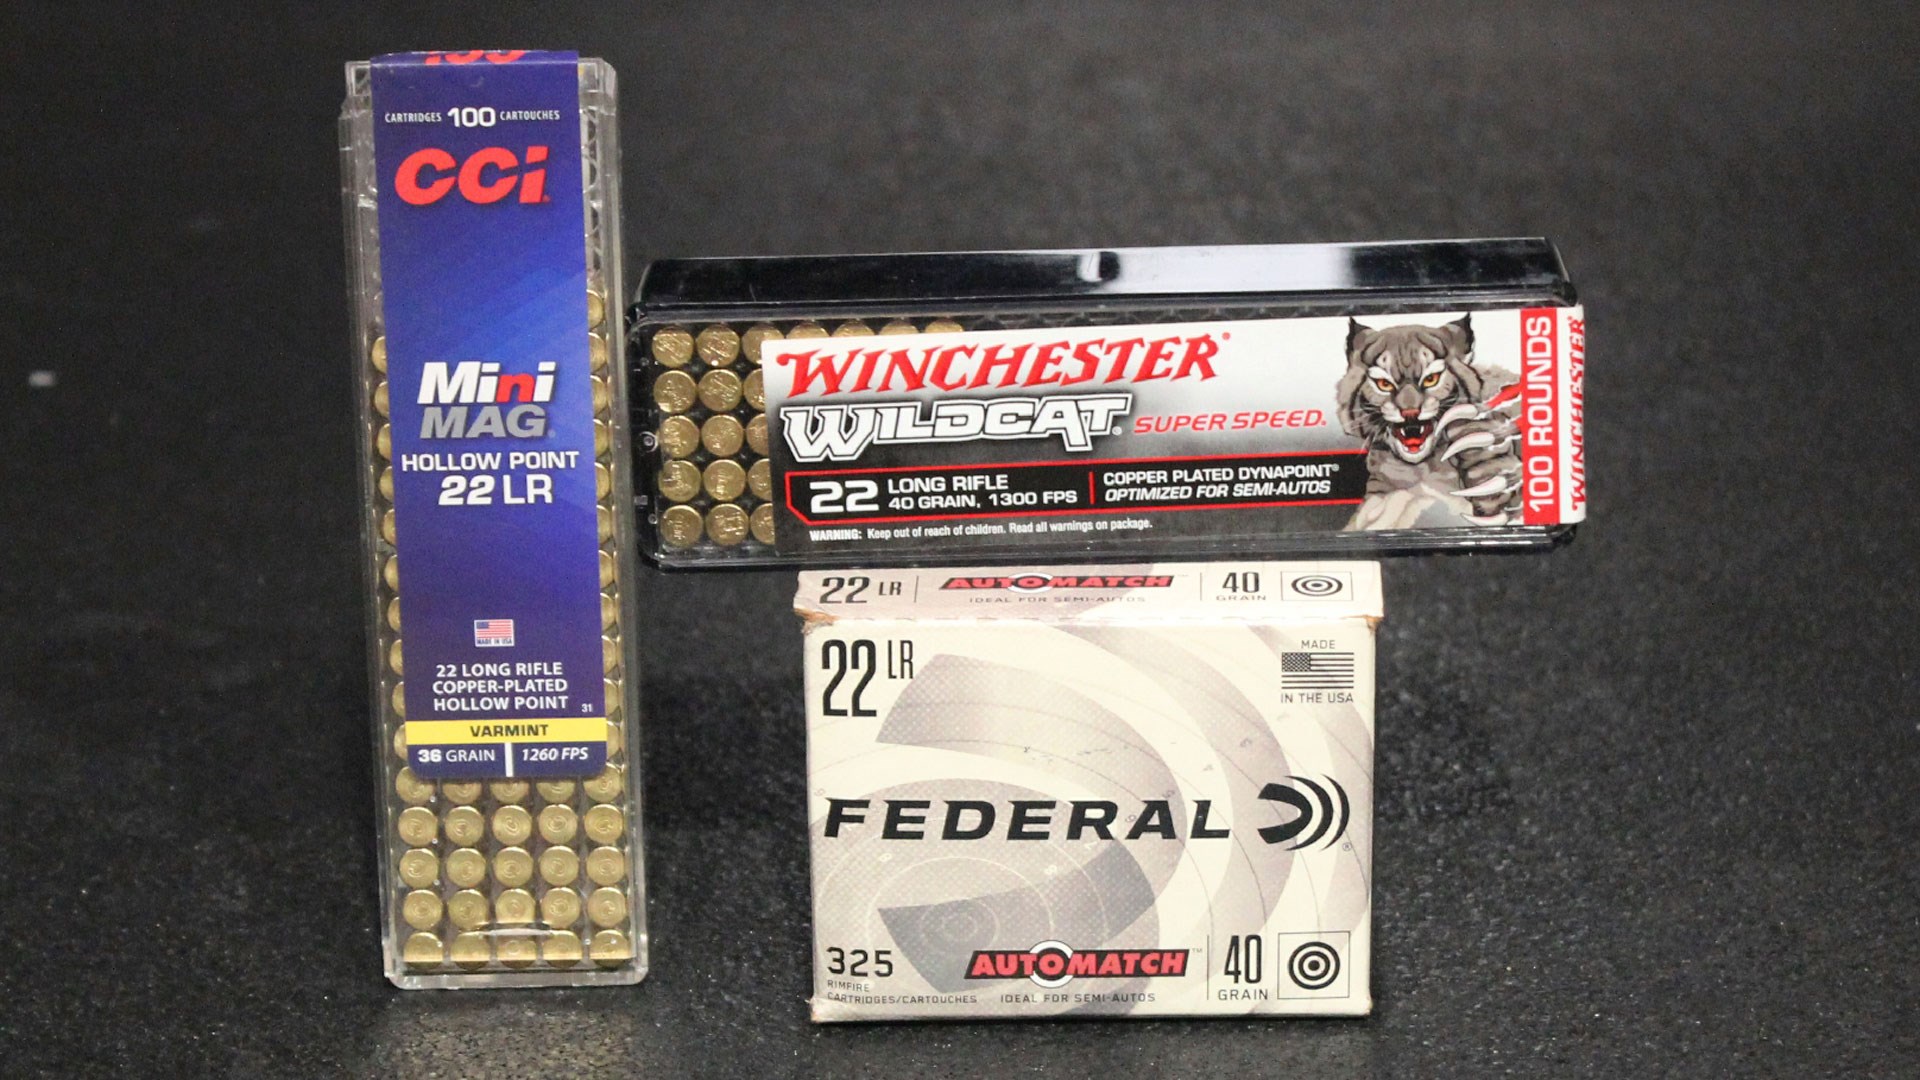 CARTRIDGES 100 CARTOUCHES
CCi
Mini
MAG
HOLLOW POINT
22 LR
MADE IN USA
22 LONG RIFLE
COPPER-PLATED
HOLLOW POINT 31
VARMINT
36 GRAIN 1260 FPS
WINCHESTER®
WILDCAT. SUPER SPEED.
22 LONG RIFLE
40 GRAIN, 1300 FPS
COPPER PLATED DYNAPOINT®
OPTIMIZED FOR SEMI-AUTOS
WARNING: Keep out of reach of children. Read all warnings on package.
100 ROUNDS
WINCHESTER
22 LR AUTOMATCH™ 40
IDEAL FOR SEMI-AUTOS GRAIN
22 LR
MADE
IN THE USA
FEDERAL®
325
RIMFIRE
CARTRIDGES/CARTOUCHES
AUTOMATCH™
IDEAL FOR SEMI-AUTOS
40
GRAIN